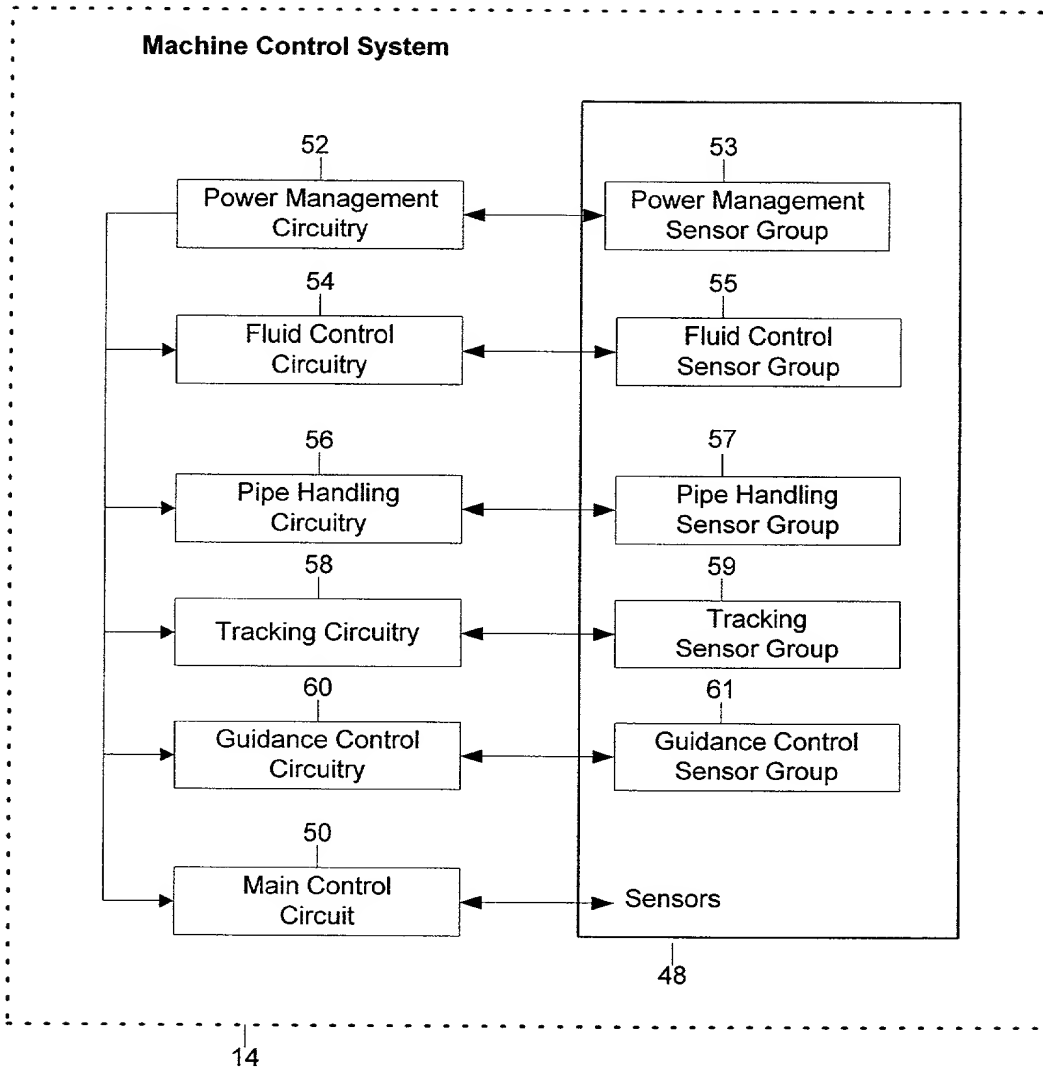 Machine Control System
52
53
Power Management
Circuitry
Power Management
Sensor Group
54
55
Fluid Control
Circuitry
Fluid Control
Sensor Group
56
57
Pipe Handling
Circuitry
Pipe Handling
Sensor Group
58
59
Tracking Circuitry
Tracking
Sensor Group
60
61
Guidance Control
Circuitry
Guidance Control
Sensor Group
50
Main Control
Circuit
Sensors
48
14